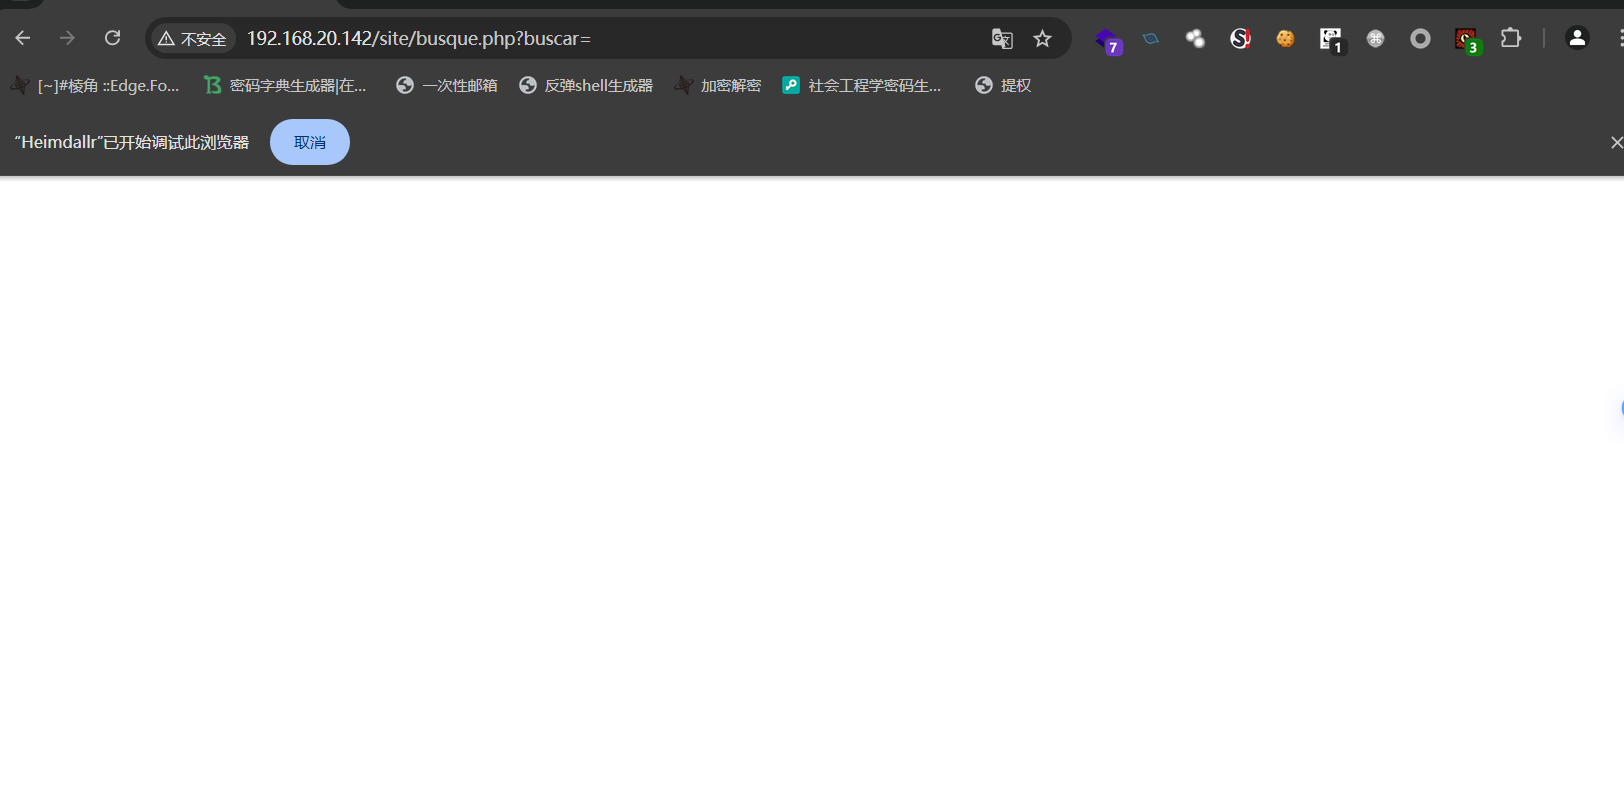 不安全 192.168.20.142/site/busque.php?buscar= 7 1 3
[~]#棱角 ::Edge.Fo... 密码字典生成器|在... 一次性邮箱 反弹shell生成器 加密解密 社会工程学密码生... 提权
“Heimdallr”已开始调试此浏览器 取消